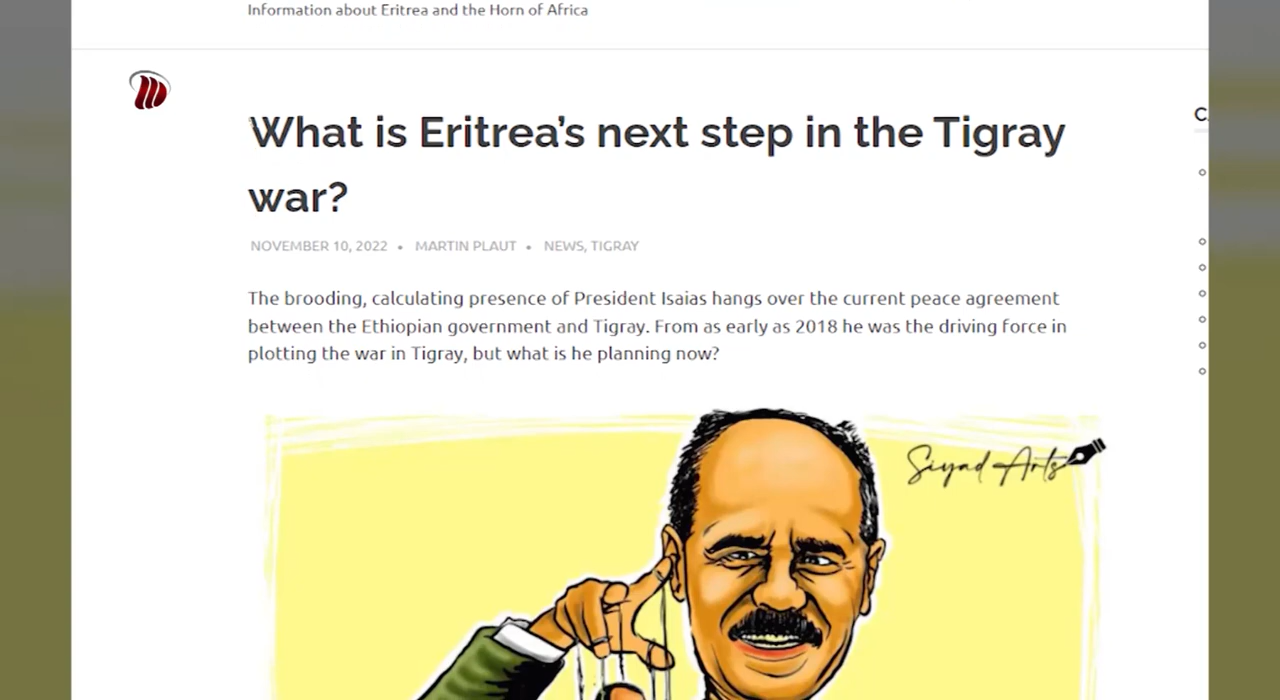 Information about Eritrea and the Horn of Africa
What is Eritrea’s next step in the Tigray
war?
NOVEMBER 10, 2022 • MARTIN PLAUT • NEWS, TIGRAY
The brooding, calculating presence of President Isaias hangs over the current peace agreement
between the Ethiopian government and Tigray. From as early as 2018 he was the driving force in
plotting the war in Tigray, but what is he planning now?
Siyad Arts